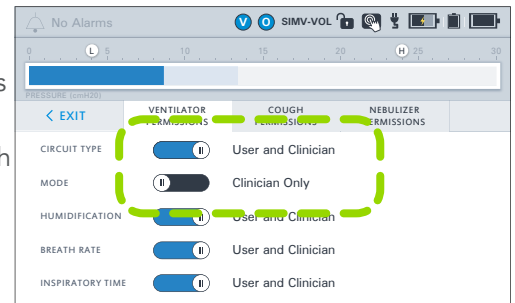 No Alarms V O SIMV-VOL
0 L 5 10 15 20 H 25 30
s
PRESSURE (cmH20)
< EXIT VENTILATOR PERMISSIONS COUGH PERMISSIONS NEBULIZER PERMISSIONS
CIRCUIT TYPE User and Clinician
h
MODE Clinician Only
HUMIDIFICATION User and Clinician
BREATH RATE User and Clinician
INSPIRATORY TIME User and Clinician